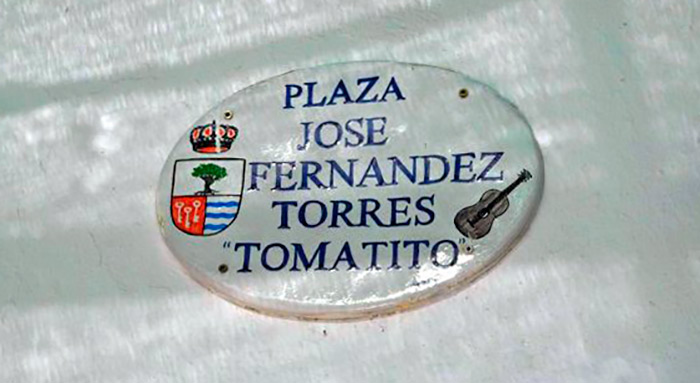 PLAZA
JOSE
FERNANDEZ
TORRES
"TOMATITO"